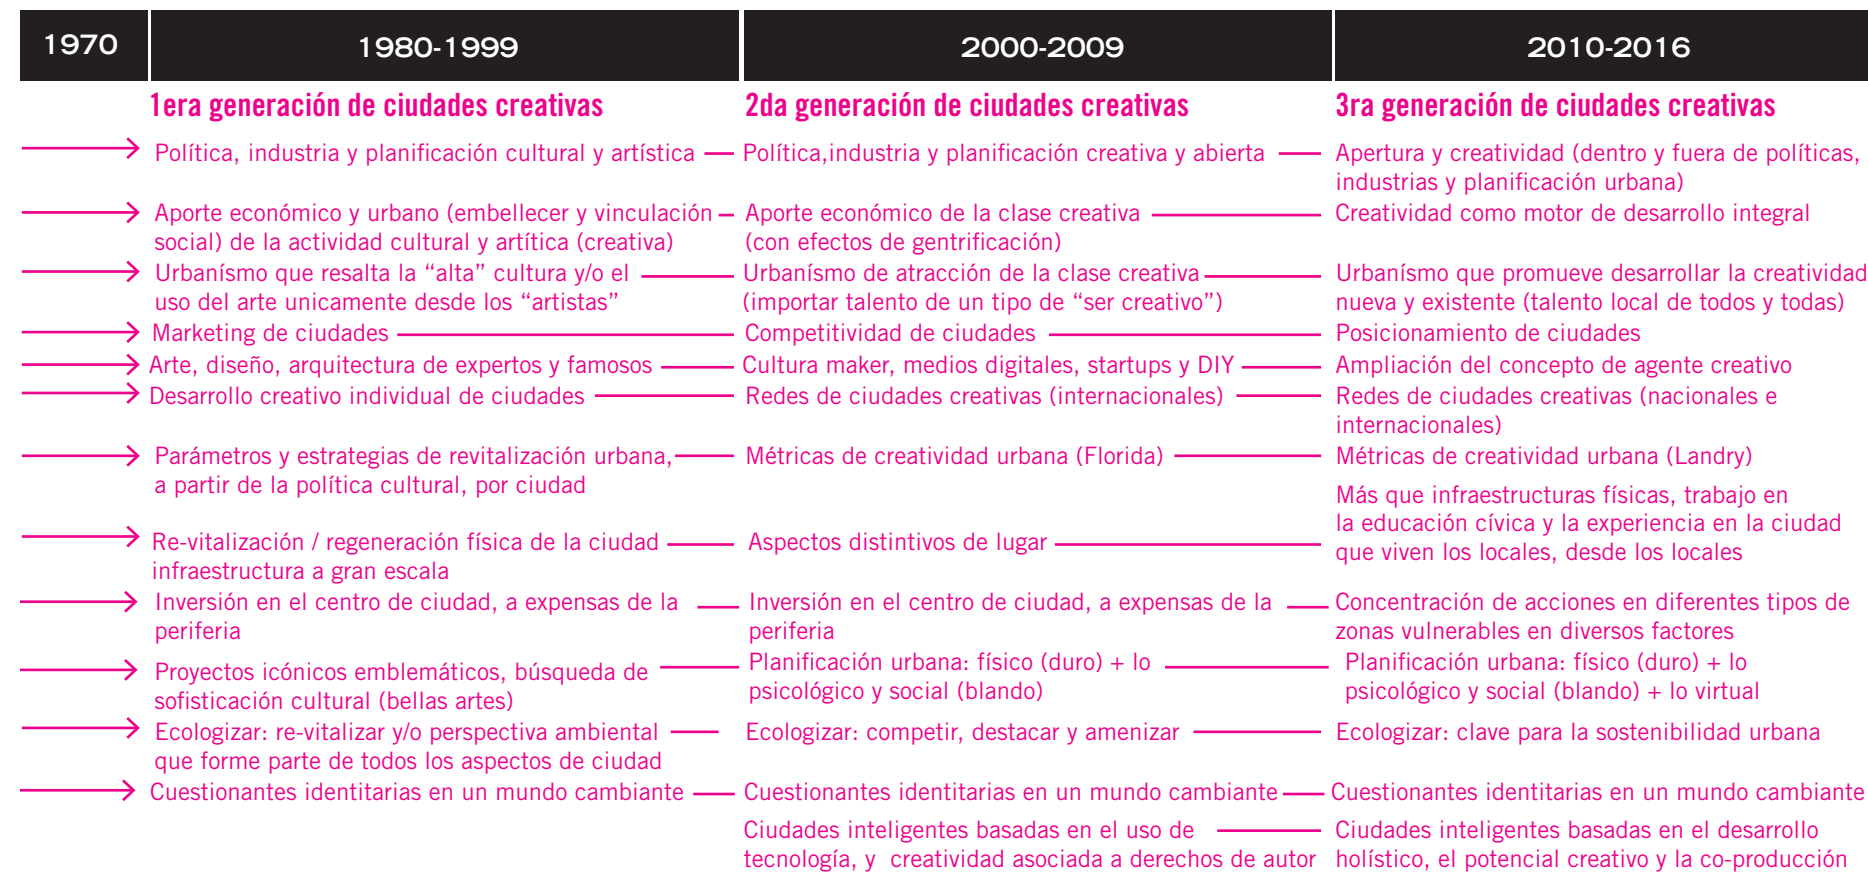 1970
1980-1999
2000-2009
2010-2016
1era generación de ciudades creativas
2da generación de ciudades creativas
3ra generación de ciudades creativas
Política, industria y planificación cultural y artística
Política,industria y planificación creativa y abierta
Apertura y creatividad (dentro y fuera de políticas,
industrias y planificación urbana)
Aporte económico y urbano (embellecer y vinculación
social) de la actividad cultural y artítica (creativa)
Aporte económico de la clase creativa
(con efectos de gentrificación)
Creatividad como motor de desarrollo integral
Urbanísmo que resalta la “alta” cultura y/o el
uso del arte unicamente desde los “artistas”
Urbanísmo de atracción de la clase creativa
(importar talento de un tipo de “ser creativo”)
Urbanísmo que promueve desarrollar la creatividad
nueva y existente (talento local de todos y todas)
Marketing de ciudades
Competitividad de ciudades
Posicionamiento de ciudades
Arte, diseño, arquitectura de expertos y famosos
Cultura maker, medios digitales, startups y DIY
Ampliación del concepto de agente creativo
Desarrollo creativo individual de ciudades
Redes de ciudades creativas (internacionales)
Redes de ciudades creativas (nacionales e
internacionales)
Parámetros y estrategias de revitalización urbana,
a partir de la política cultural, por ciudad
Métricas de creatividad urbana (Florida)
Métricas de creatividad urbana (Landry)
Re-vitalización / regeneración física de la ciudad
infraestructura a gran escala
Aspectos distintivos de lugar
Más que infraestructuras físicas, trabajo en
la educación cívica y la experiencia en la ciudad
que viven los locales, desde los locales
Inversión en el centro de ciudad, a expensas de la
periferia
Inversión en el centro de ciudad, a expensas de la
periferia
Concentración de acciones en diferentes tipos de
zonas vulnerables en diversos factores
Proyectos icónicos emblemáticos, búsqueda de
sofisticación cultural (bellas artes)
Planificación urbana: físico (duro) + lo
psicológico y social (blando)
Planificación urbana: físico (duro) + lo
psicológico y social (blando) + lo virtual
Ecologizar: re-vitalizar y/o perspectiva ambiental
que forme parte de todos los aspectos de ciudad
Ecologizar: competir, destacar y amenizar
Ecologizar: clave para la sostenibilidad urbana
Cuestionantes identitarias en un mundo cambiante
Cuestionantes identitarias en un mundo cambiante
Cuestionantes identitarias en un mundo cambiante
Ciudades inteligentes basadas en el uso de
tecnología, y creatividad asociada a derechos de autor
Ciudades inteligentes basadas en el desarrollo
holístico, el potencial creativo y la co-producción